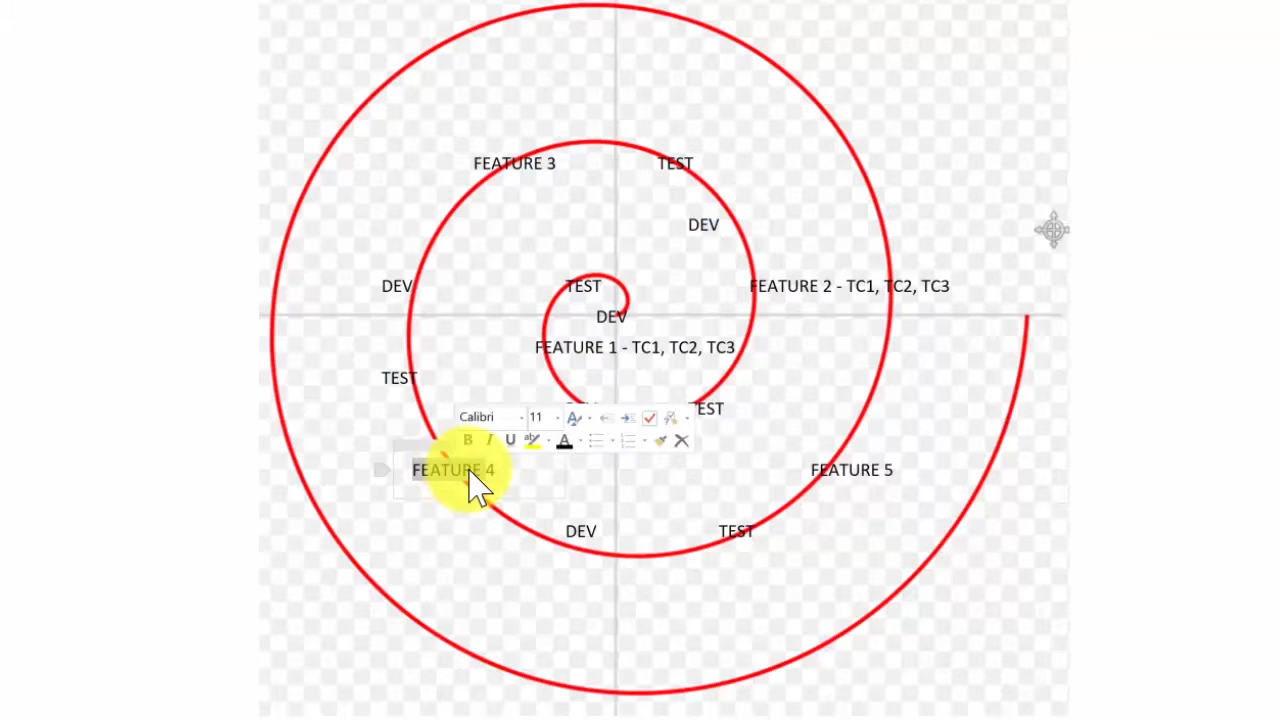 FEATURE 3
TEST
DEV
DEV
TEST
FEATURE 2 - TC1, TC2, TC3
DEV
FEATURE 1 - TC1, TC2, TC3
TEST
TEST
Calibri 11
B I U ab A
FEATURE 4
FEATURE 5
DEV
TEST